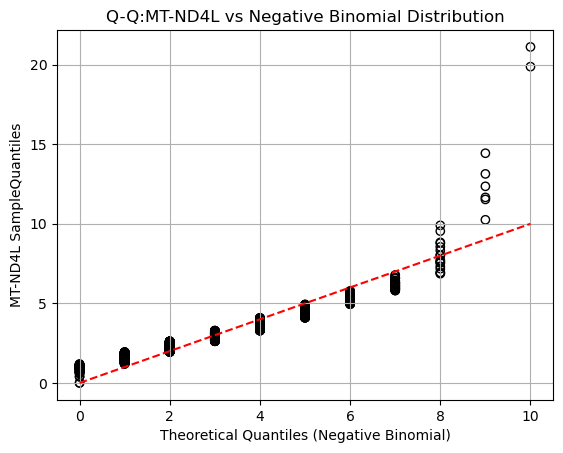 Q-Q:MT-ND4L vs Negative Binomial Distribution
20
15
10
5
0
MT-ND4L SampleQuantiles
0 2 4 6 8 10
Theoretical Quantiles (Negative Binomial)